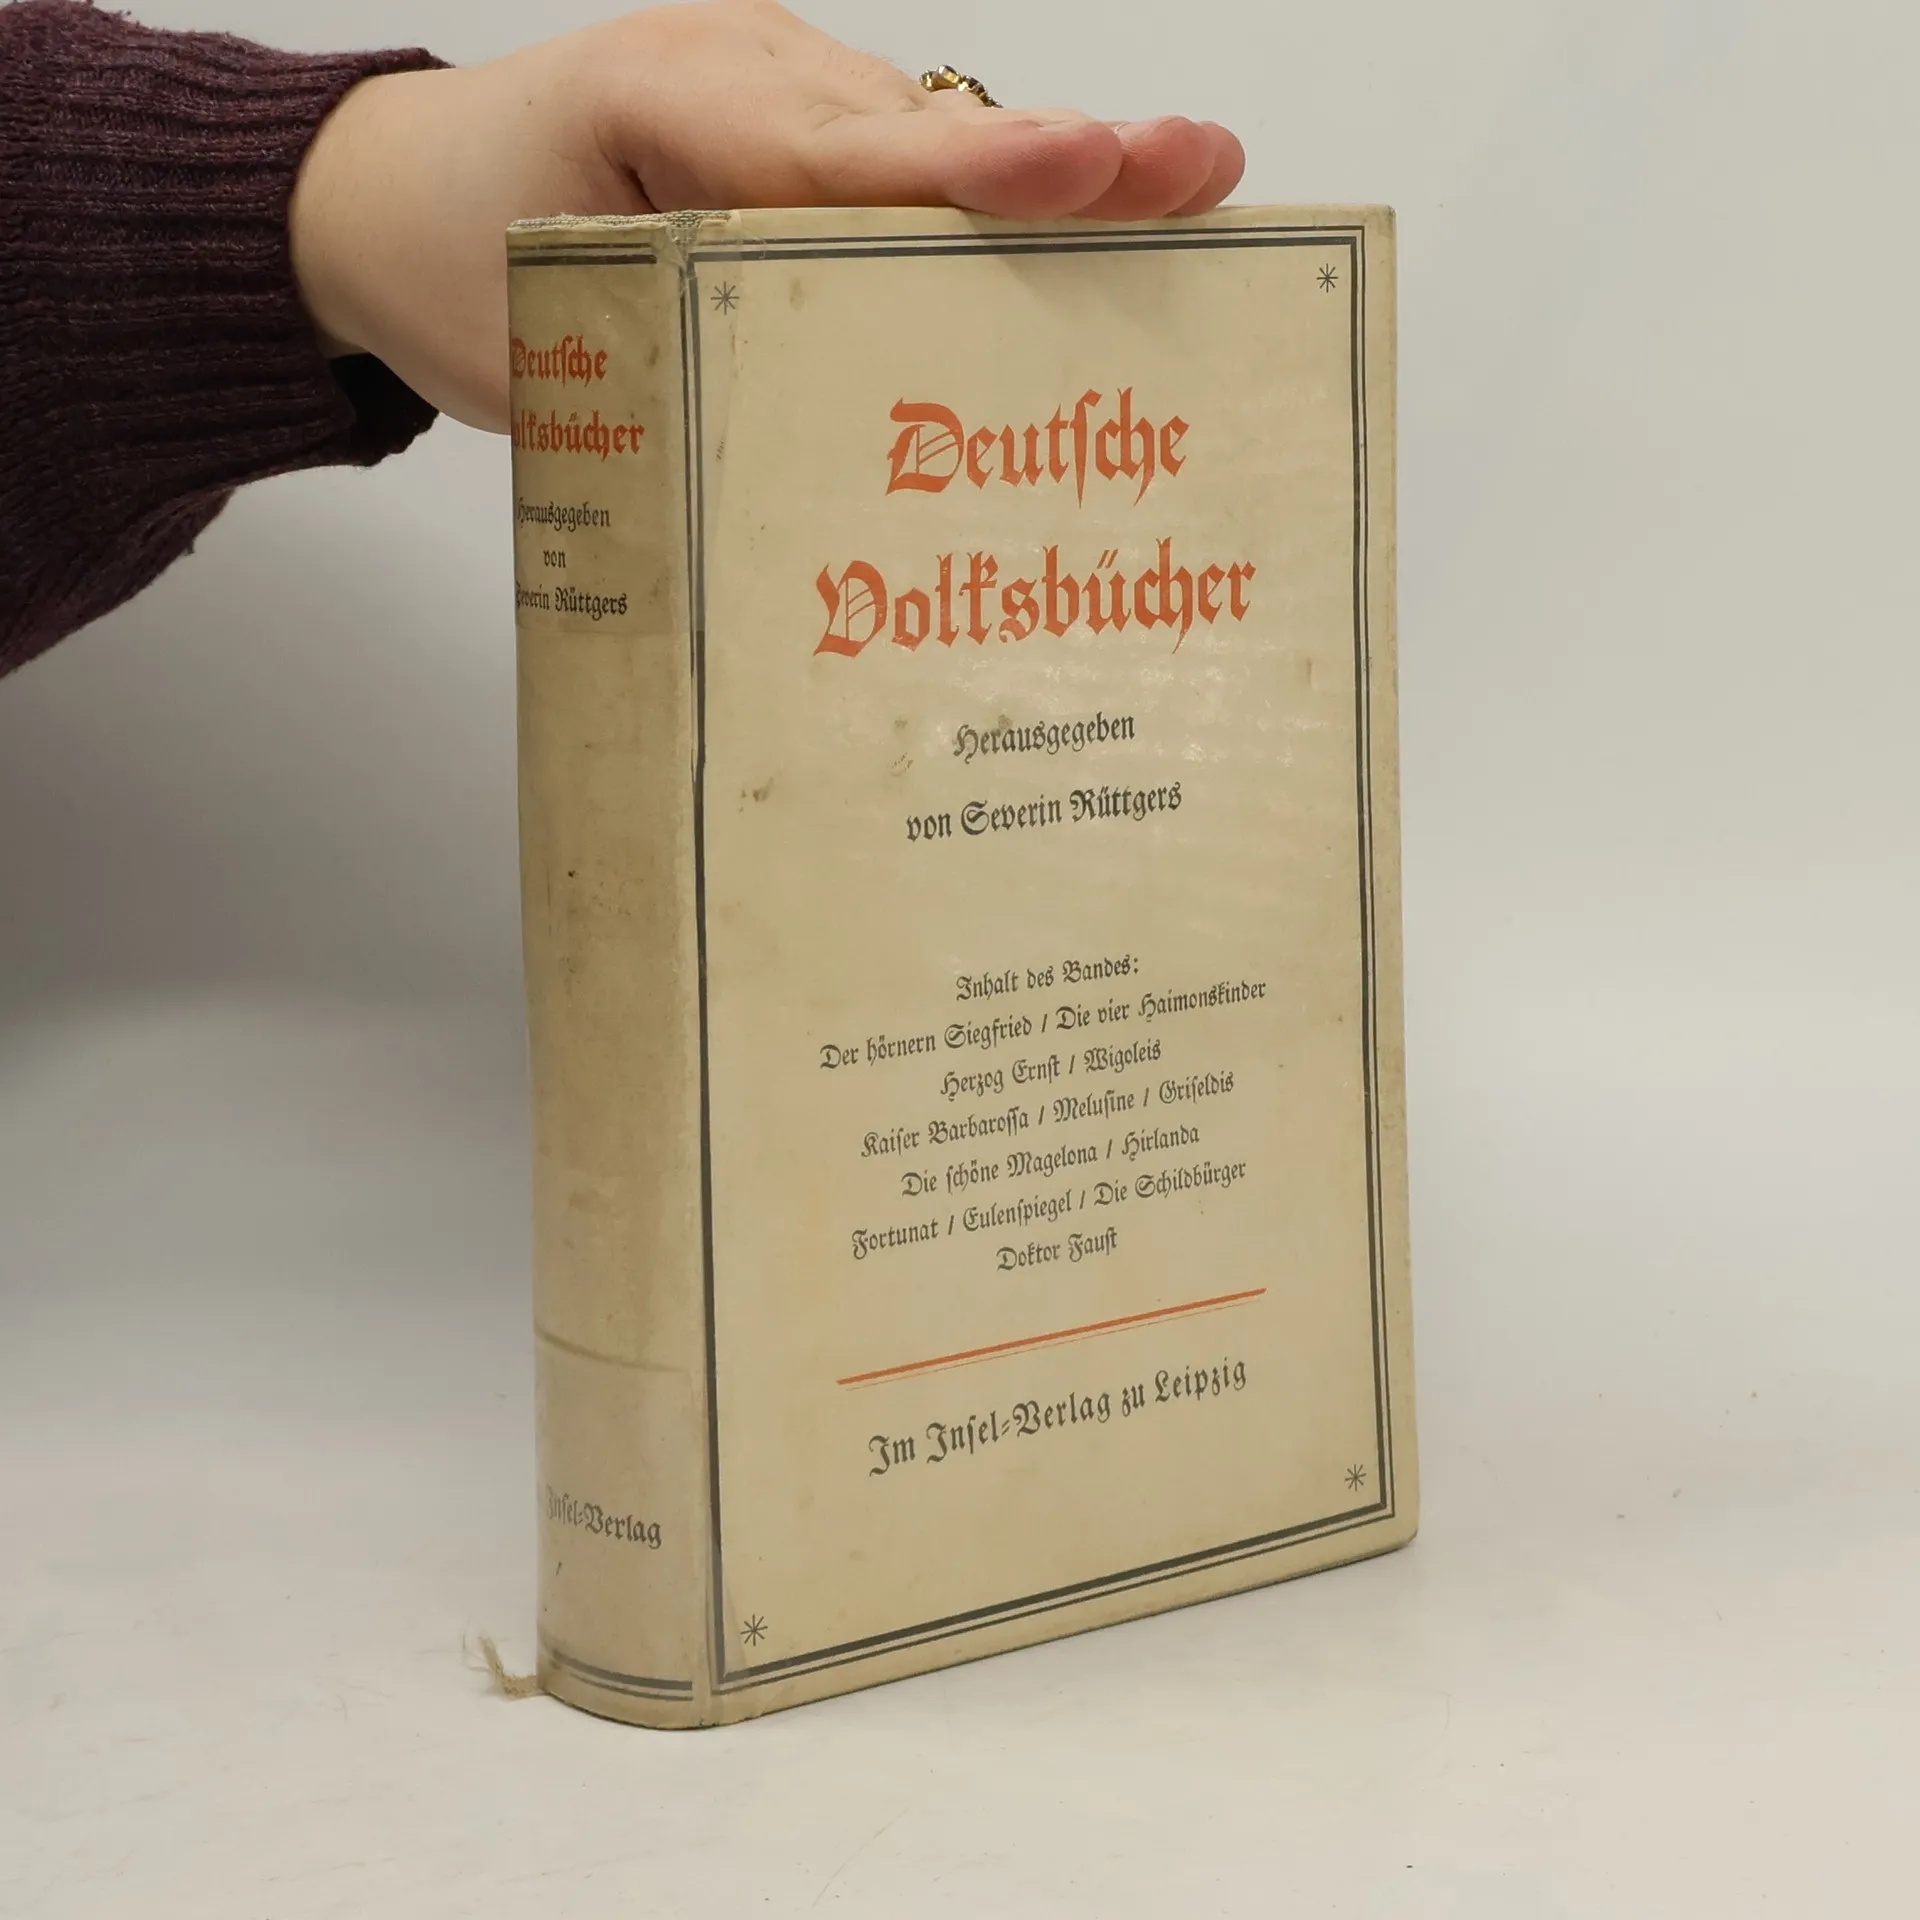 Deutſche
Volksbücher
Herausgegeben
von
Severin Rüttgers
Inſel=Verlag
Deutſche
Volksbücher
Herausgegeben
von Severin Rüttgers
Inhalt des Bandes:
Der hörnern Siegfried / Die vier Haimonskinder
Herzog Ernſt / Wigoleis
Kaiſer Barbaroſſa / Meluſine / Griſeldis
Die ſchöne Magelona / Hirlanda
Fortunat / Eulenſpiegel / Die Schildbürger
Doktor Fauſt
Im Inſel=Verlag zu Leipzig